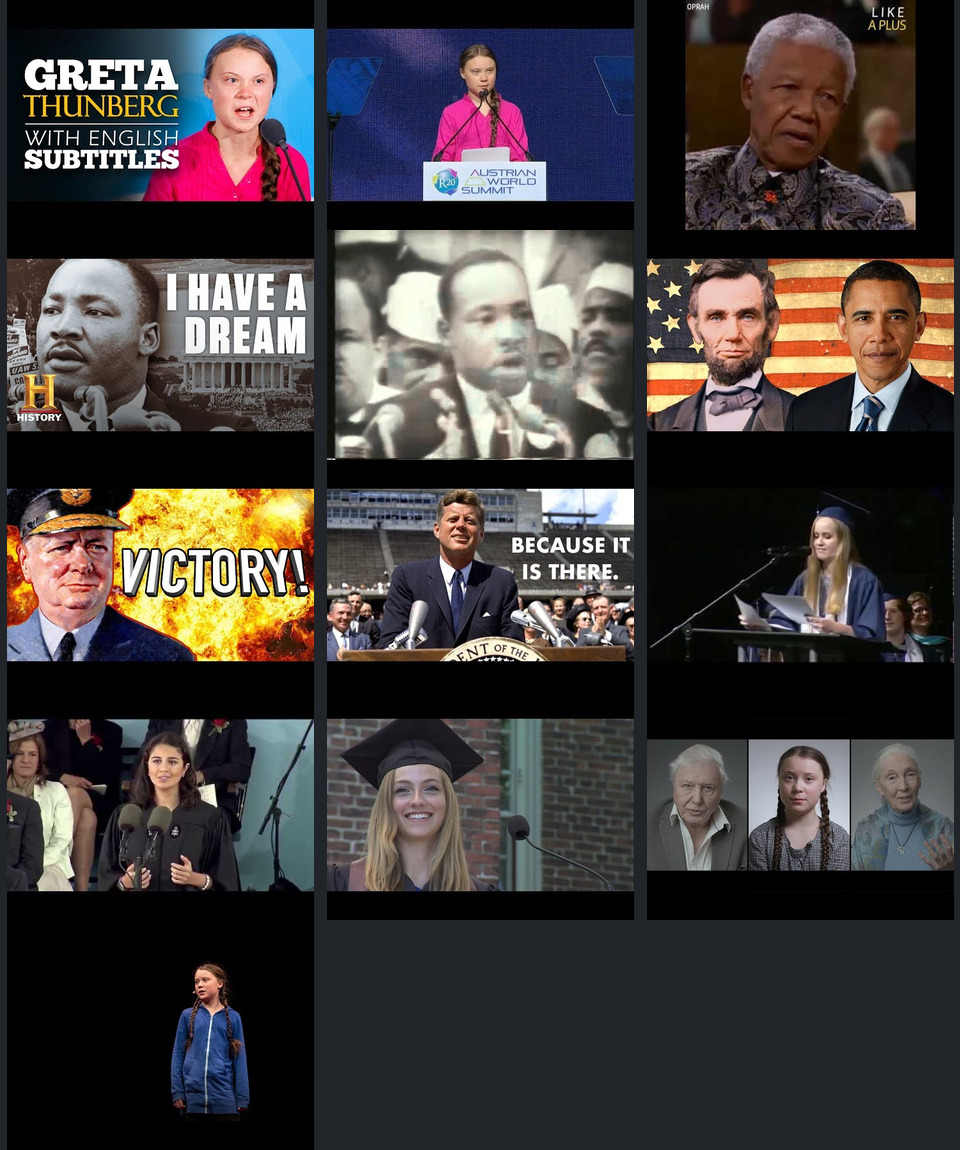 GRETA
THUNBERG
WITH ENGLISH
SUBTITLES
R20
AUSTRIAN
WORLD
SUMMIT
OPRAH
LIKE
A PLUS
I HAVE A
DREAM
UAW S
H
HISTORY
VICTORY!
BECAUSE IT
IS THERE.
ENT OF THE